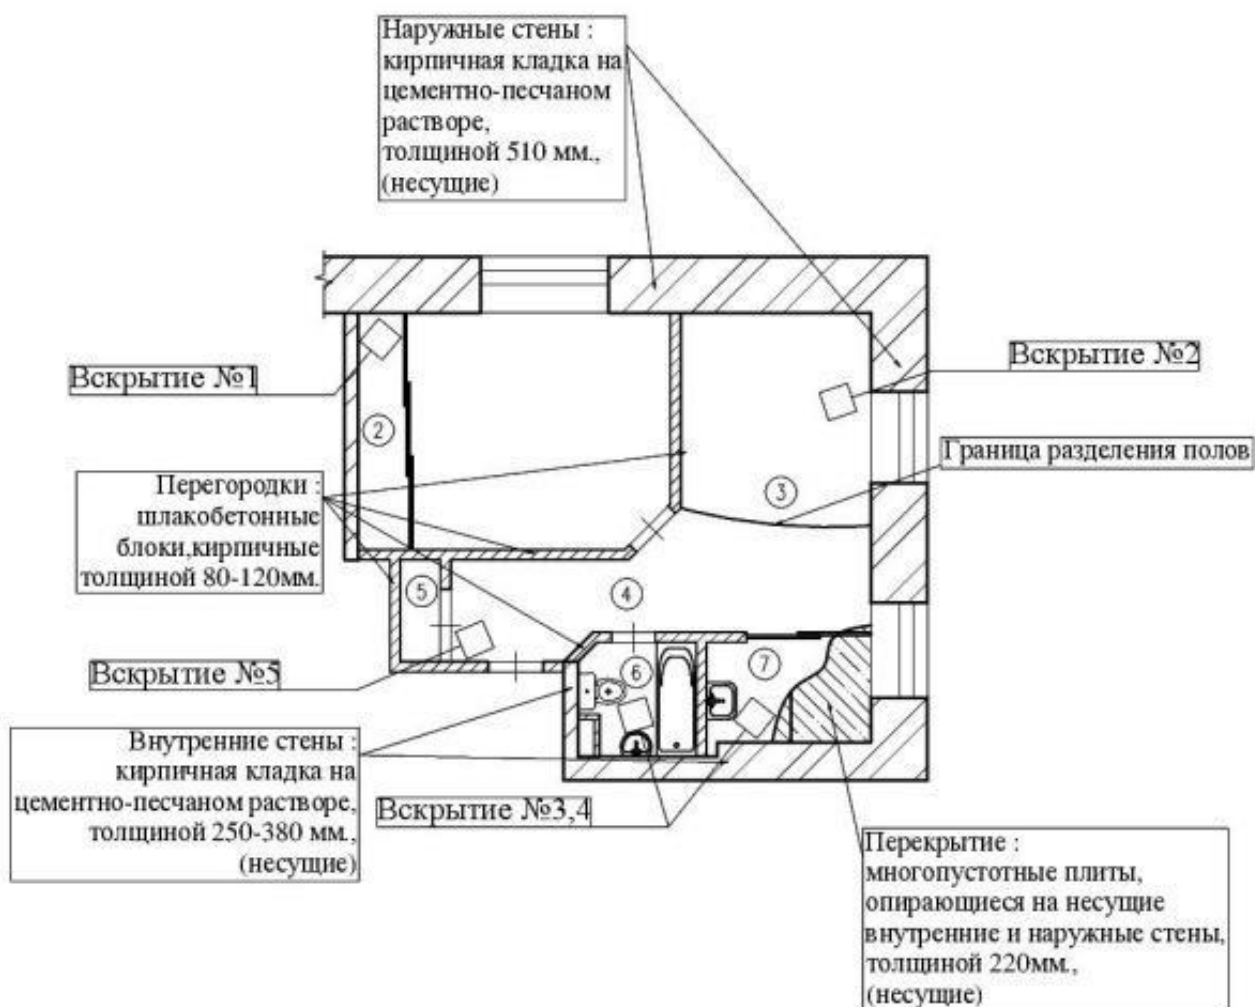 Наружные стены :
кирпичная кладка на
цементно-песчаном
растворе,
толщиной 510 мм.,
(несущие)
Вскрытие №1
Вскрытие №2
2
Граница разделения полов
3
Перегородки :
шлакобетонные
блоки,кирпичные
толщиной 80-120мм.
5
4
6
7
Вскрытие №5
Внутренние стены :
кирпичная кладка на
цементно-песчаном растворе,
толщиной 250-380 мм.,
(несущие)
Вскрытие №3,4
Перекрытие :
многопустотные плиты,
опирающиеся на несущие
внутренние и наружные стены,
толщиной 220мм.,
(несущие)